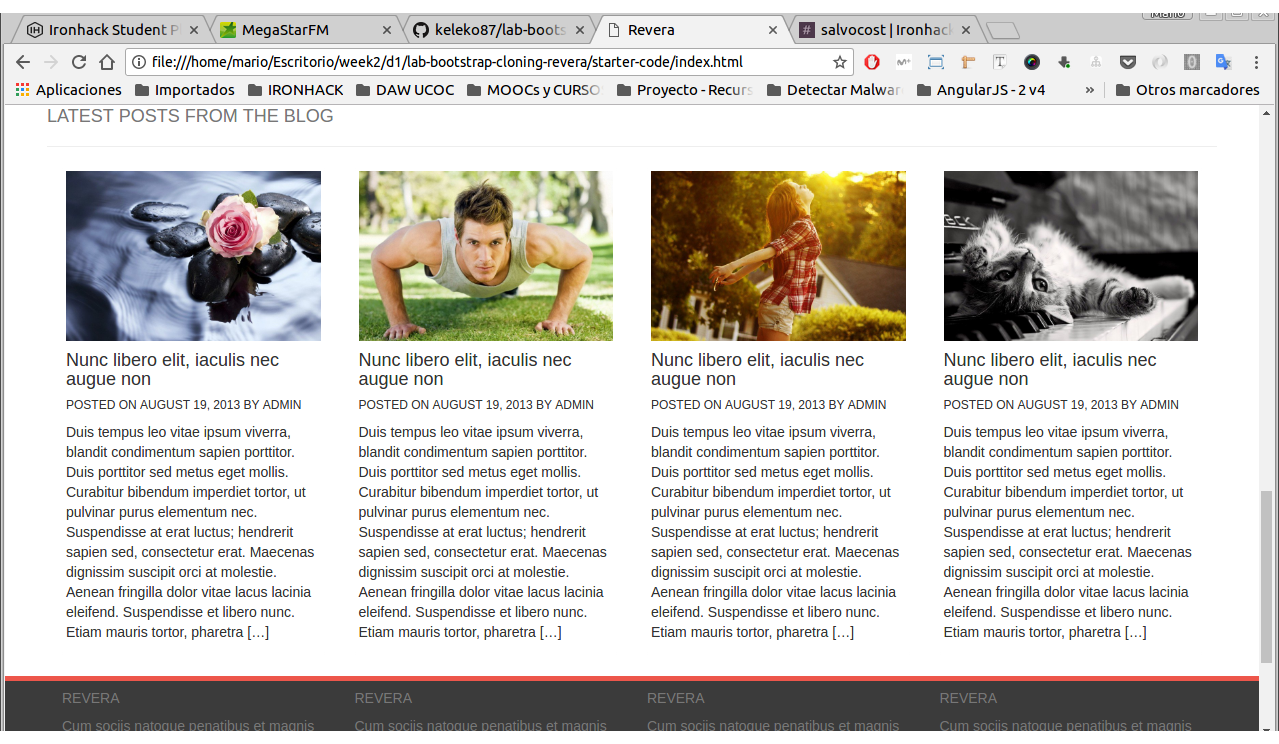 Mario
Ironhack Student P
MegaStarFM
keleko87/lab-boots
Revera
salvocost | Ironhack
file:///home/mario/Escritorio/week2/d1/lab-bootstrap-cloning-revera/starter-code/index.html
Aplicaciones Importados IRONHACK DAW UCOC MOOCs y CURSO Proyecto - Recurs Detectar Malwar AngularJS - 2 v4 » Otros marcadores
LATEST POSTS FROM THE BLOG
Nunc libero elit, iaculis nec
augue non
POSTED ON AUGUST 19, 2013 BY ADMIN
Duis tempus leo vitae ipsum viverra,
blandit condimentum sapien porttitor.
Duis porttitor sed metus eget mollis.
Curabitur bibendum imperdiet tortor, ut
pulvinar purus elementum nec.
Suspendisse at erat luctus; hendrerit
sapien sed, consectetur erat. Maecenas
dignissim suscipit orci at molestie.
Aenean fringilla dolor vitae lacus lacinia
eleifend. Suspendisse et libero nunc.
Etiam mauris tortor, pharetra […]
Nunc libero elit, iaculis nec
augue non
POSTED ON AUGUST 19, 2013 BY ADMIN
Duis tempus leo vitae ipsum viverra,
blandit condimentum sapien porttitor.
Duis porttitor sed metus eget mollis.
Curabitur bibendum imperdiet tortor, ut
pulvinar purus elementum nec.
Suspendisse at erat luctus; hendrerit
sapien sed, consectetur erat. Maecenas
dignissim suscipit orci at molestie.
Aenean fringilla dolor vitae lacus lacinia
eleifend. Suspendisse et libero nunc.
Etiam mauris tortor, pharetra […]
Nunc libero elit, iaculis nec
augue non
POSTED ON AUGUST 19, 2013 BY ADMIN
Duis tempus leo vitae ipsum viverra,
blandit condimentum sapien porttitor.
Duis porttitor sed metus eget mollis.
Curabitur bibendum imperdiet tortor, ut
pulvinar purus elementum nec.
Suspendisse at erat luctus; hendrerit
sapien sed, consectetur erat. Maecenas
dignissim suscipit orci at molestie.
Aenean fringilla dolor vitae lacus lacinia
eleifend. Suspendisse et libero nunc.
Etiam mauris tortor, pharetra […]
Nunc libero elit, iaculis nec
augue non
POSTED ON AUGUST 19, 2013 BY ADMIN
Duis tempus leo vitae ipsum viverra,
blandit condimentum sapien porttitor.
Duis porttitor sed metus eget mollis.
Curabitur bibendum imperdiet tortor, ut
pulvinar purus elementum nec.
Suspendisse at erat luctus; hendrerit
sapien sed, consectetur erat. Maecenas
dignissim suscipit orci at molestie.
Aenean fringilla dolor vitae lacus lacinia
eleifend. Suspendisse et libero nunc.
Etiam mauris tortor, pharetra […]
REVERA
Cum sociis natoque penatibus et magnis
REVERA
Cum sociis natoque penatibus et magnis
REVERA
Cum sociis natoque penatibus et magnis
REVERA
Cum sociis natoque penatibus et magnis